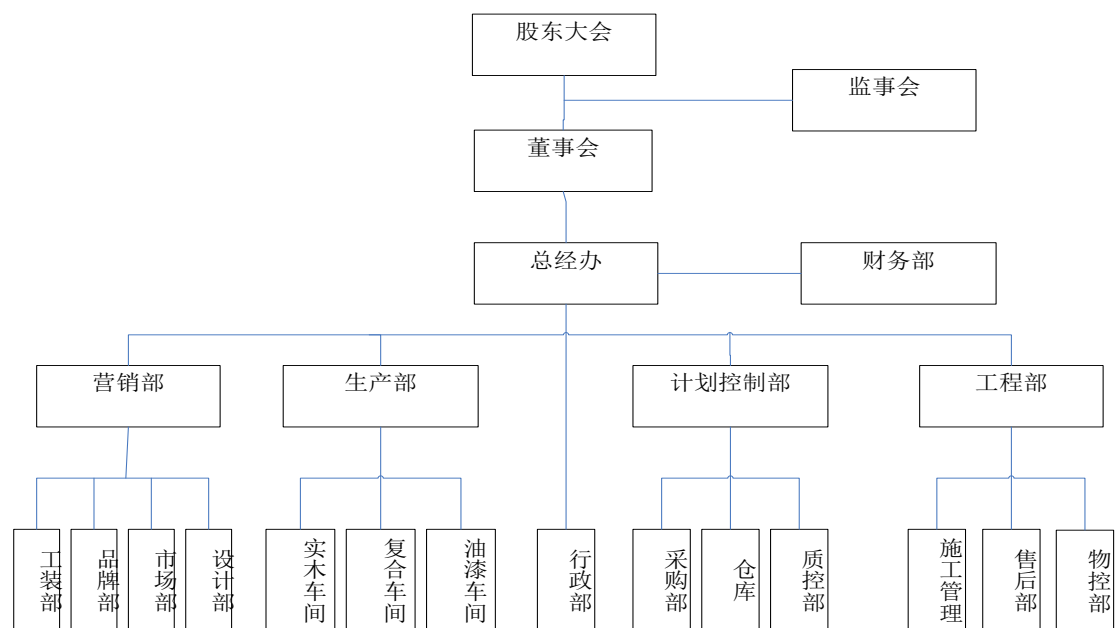 股东大会
监事会
董事会
总经办
财务部
营销部
生产部
计划控制部
工程部
工装部
品牌部
市场部
设计部
实木车间
复合车间
油漆车间
行政部
采购部
仓库
质控部
施工管理
售后部
物控部